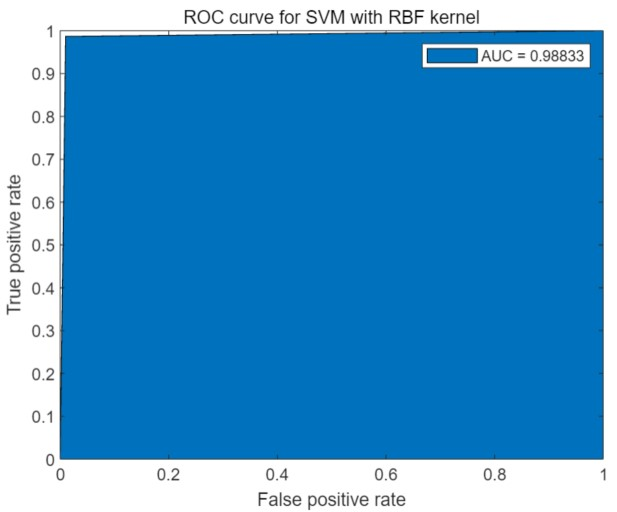 ROC curve for SVM with RBF kernel
AUC = 0.98833
1
0.9
0.8
0.7
0.6
0.5
0.4
0.3
0.2
0.1
0
True positive rate
0 0.2 0.4 0.6 0.8 1
False positive rate